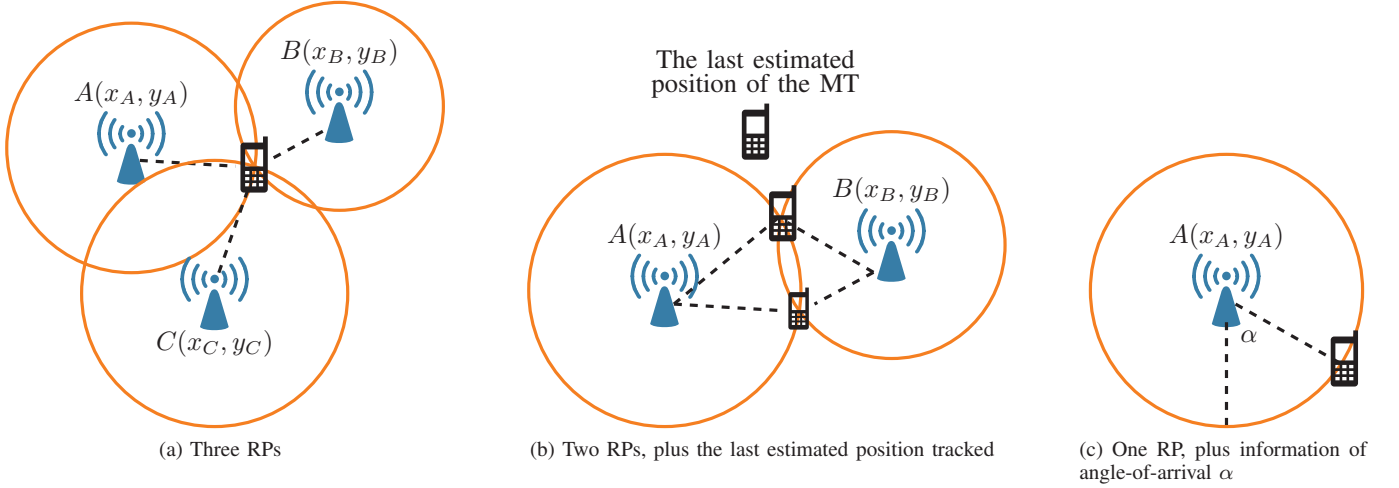 A(x_A, y_A)
B(x_B, y_B)
C(x_C, y_C)
(a) Three RPs
The last estimated
position of the MT
A(x_A, y_A)
B(x_B, y_B)
(b) Two RPs, plus the last estimated position tracked
A(x_A, y_A)
α
(c) One RP, plus information of
angle-of-arrival α